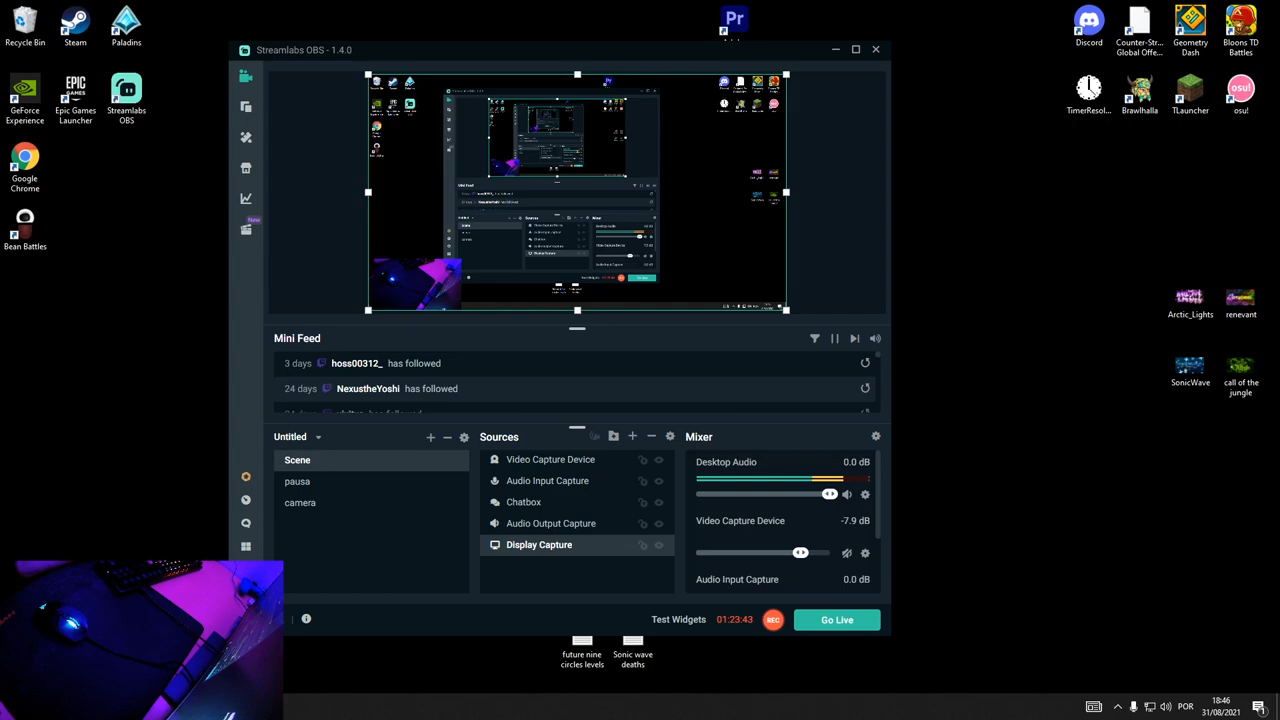 Recycle Bin
Steam
Paladins
GeForce
Experience
Epic Games
Launcher
Streamlabs
OBS
Google
Chrome
Bean Battles
Pr
Streamlabs OBS - 1.4.0
Discord
Counter-Str...
Global Offe...
Geometry
Dash
Bloons TD
Battles
TimerResol...
Brawlhalla
TLauncher
osu!
osu!
Arctic_Lights
renevant
SonicWave
call of the
jungle
New
Mini Feed
3 days hoss00312_ has followed
24 days NexustheYoshi has followed
Untitled
Scene
pausa
camera
Sources
Video Capture Device
Audio Input Capture
Chatbox
Audio Output Capture
Display Capture
Mixer
Desktop Audio 0.0 dB
Video Capture Device -7.9 dB
Audio Input Capture 0.0 dB
Test Widgets 01:23:43 REC Go Live
future nine
circles levels
Sonic wave
deaths
POR
18:46
31/08/2021
1